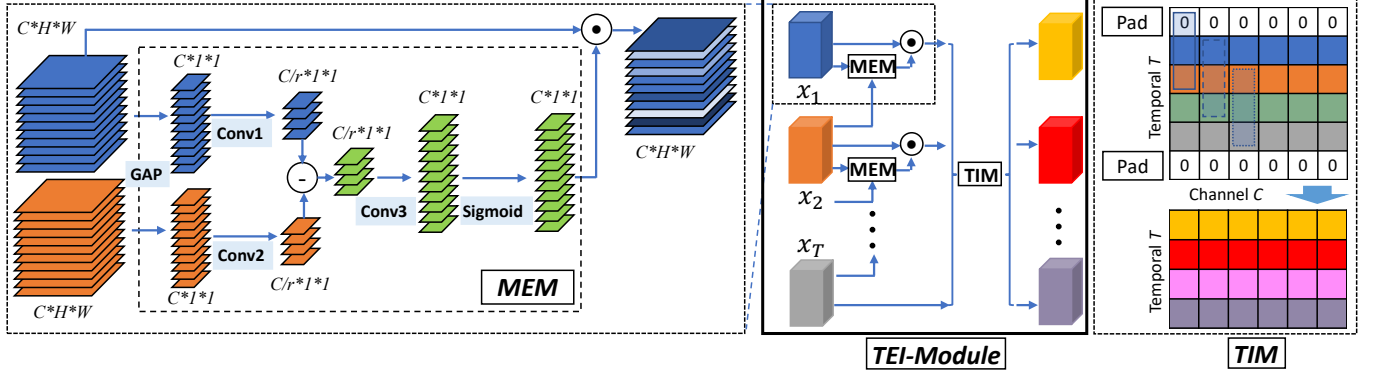 C*H*W
C*1*1
C/r*1*1
Conv1
C/r*1*1
C*1*1
C*1*1
GAP
-
Conv3
Sigmoid
Conv2
C*1*1
C/r*1*1
C*H*W
C*H*W
MEM
x1
MEM
x2
MEM
xT
TIM
TEI-Module
Pad
0 0 0 0 0 0
Temporal T
Pad
0 0 0 0 0 0
Channel C
Temporal T
TIM